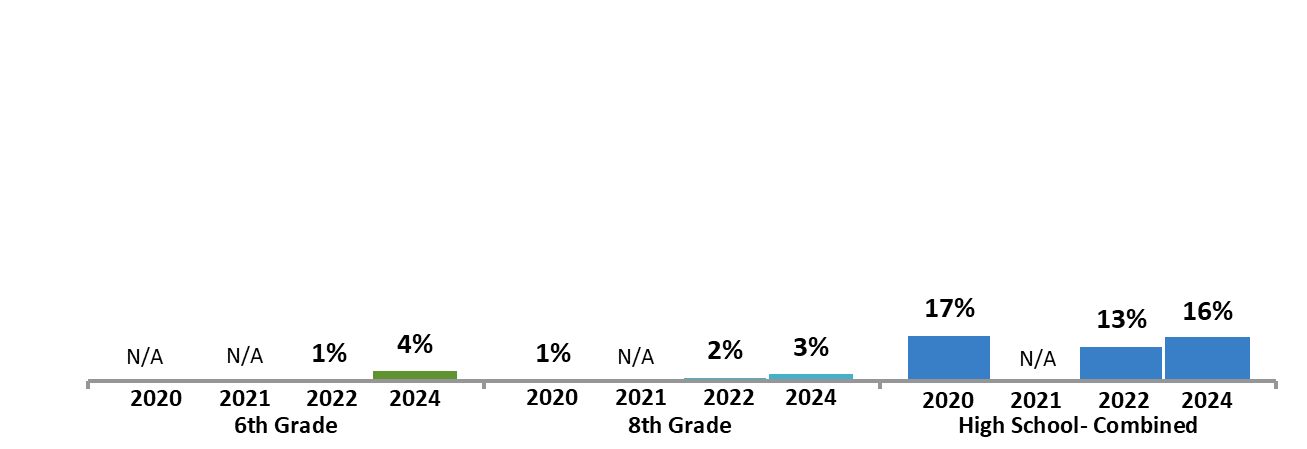 17%
16%
13%
4%
3%
2%
1%
1%
N/A
N/A
N/A
N/A
2020 2021 2022 2024 2020 2021 2022 2024 2020 2021 2022 2024
6th Grade 8th Grade High School- Combined